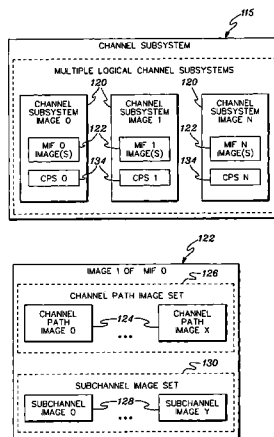 115
CHANNEL SUBSYSTEM
MULTIPLE LOGICAL CHANNEL SUBSYSTEMS
120 120 120
CHANNEL SUBSYSTEM IMAGE 0
122
MIF 0 IMAGE(S)
134
CPS 0
CHANNEL SUBSYSTEM IMAGE 1
122
MIF 1 IMAGE(S)
134
CPS 1
CHANNEL SUBSYSTEM IMAGE N
MIF N IMAGE(S)
CPS N
122
IMAGE 1 OF MIF 0
126
CHANNEL PATH IMAGE SET
CHANNEL PATH IMAGE 0
124
...
CHANNEL PATH IMAGE X
130
SUBCHANNEL IMAGE SET
SUBCHANNEL IMAGE 0
128
...
SUBCHANNEL IMAGE Y